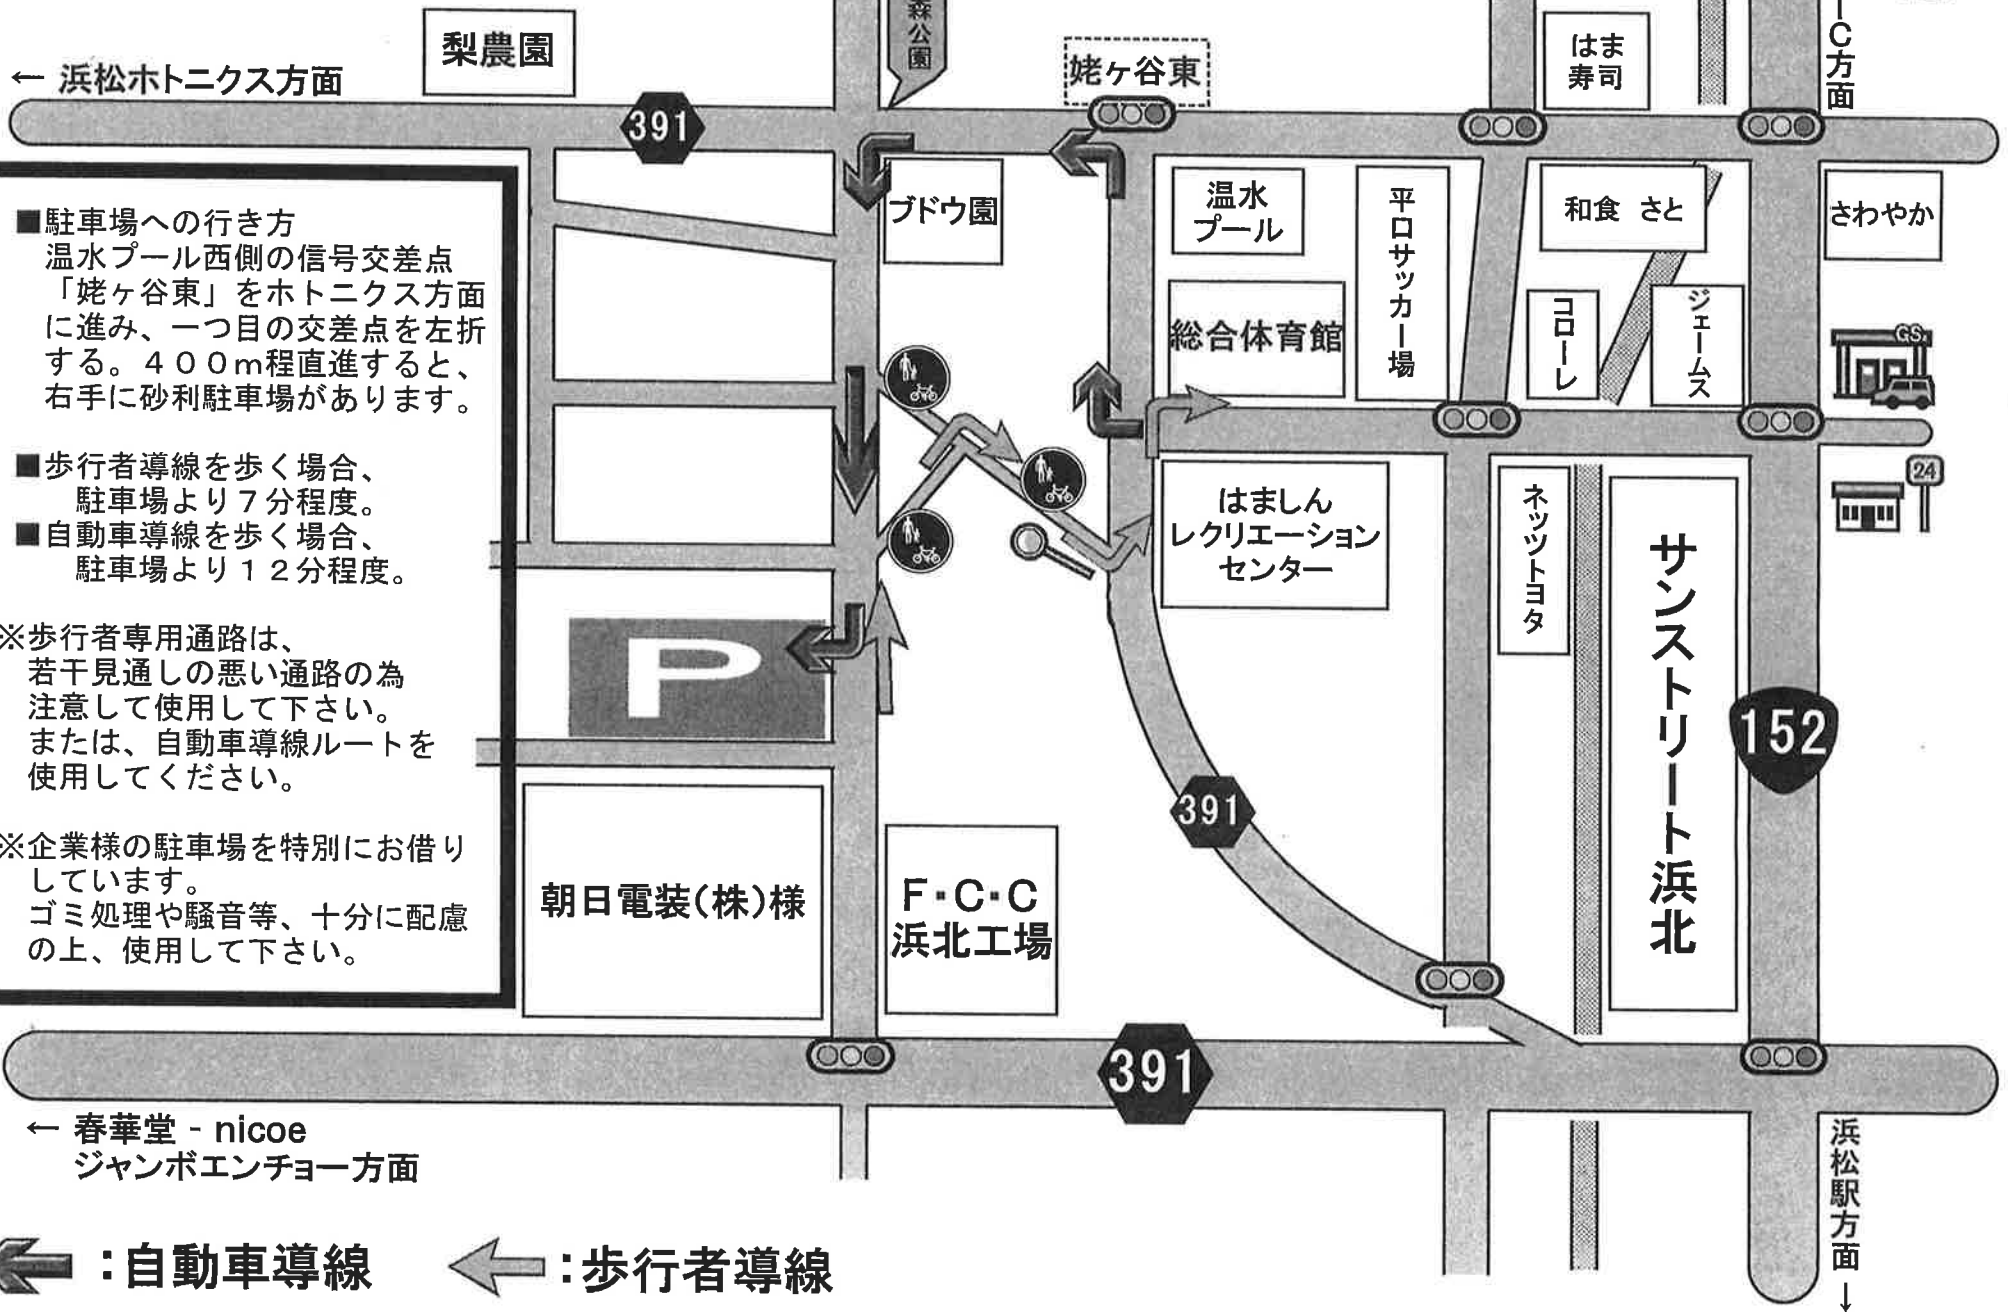 森公園
ーＣ方面
梨農園
← 浜松ホトニクス方面
391
姥ヶ谷東
はま
寿司
ブドウ園
温水
プール
平口サッカー場
和食 さと
さわやか
総合体育館
コローレ
ジェームス
GS
24
■駐車場への行き方
温水プール西側の信号交差点
「姥ヶ谷東」をホトニクス方面
に進み、一つ目の交差点を左折
する。４００ｍ程直進すると、
右手に砂利駐車場があります。
■歩行者導線を歩く場合、
駐車場より７分程度。
■自動車導線を歩く場合、
駐車場より１２分程度。
※歩行者専用通路は、
若干見通しの悪い通路の為
注意して使用して下さい。
または、自動車導線ルートを
使用してください。
※企業様の駐車場を特別にお借り
しています。
ゴミ処理や騒音等、十分に配慮
の上、使用して下さい。
はましん
レクリエーション
センター
ネッツトヨタ
サンストリート浜北
152
P
391
朝日電装(株)様
F・C・C
浜北工場
391
← 春華堂 - nicoe
ジャンボエンチョー方面
浜松駅方面→
：自動車導線
：歩行者導線